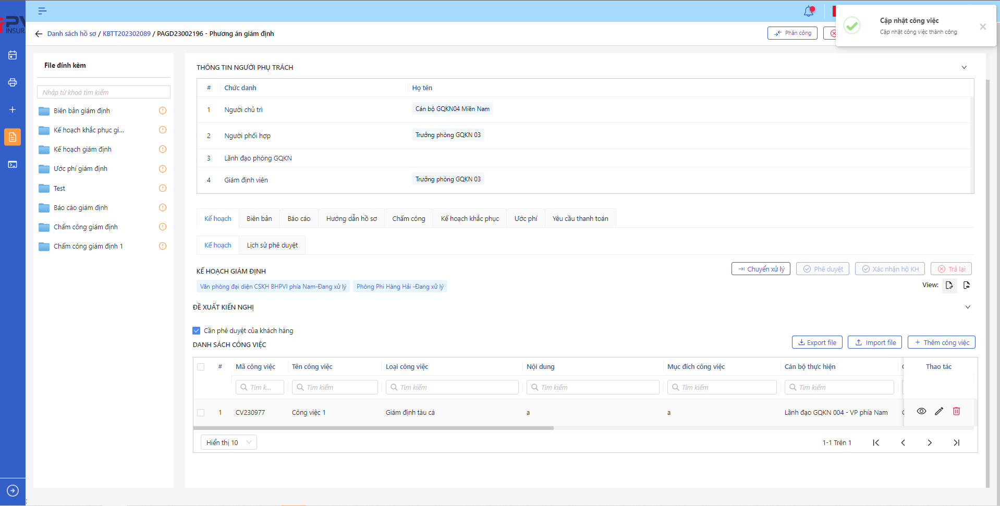 PV
INSUR
Danh sách hồ sơ / KBTT202302089 / PAGD23002196 - Phương án giám định
Phân công
Cập nhật công việc
Cập nhật công việc thành công
File đính kèm
Nhập từ khoá tìm kiếm
Biên bản giám định
Kế hoạch khắc phục gi...
Kế hoạch giám định
Ước phí giám định
Test
Báo cáo giám định
Chấm công giám định
Chấm công giám định 1
THÔNG TIN NGƯỜI PHỤ TRÁCH
# Chức danh Họ tên
1 Người chủ trì Cán bộ GQKN04 Miền Nam
2 Người phối hợp Trưởng phòng GQKN 03
3 Lãnh đạo phòng GQKN
4 Giám định viên Trưởng phòng GQKN 03
Kế hoạch Biên bản Báo cáo Hướng dẫn hồ sơ Chấm công Kế hoạch khắc phục Ước phí Yêu cầu thanh toán
Kế hoạch Lịch sử phê duyệt
KẾ HOẠCH GIÁM ĐỊNH
Chuyển xử lý Phê duyệt Xác nhận hộ KH Trả lại
Văn phòng đại diện CSKH BHPVI phía Nam-Đang xử lý Phòng Phi Hàng Hải -Đang xử lý
View:
ĐỀ XUẤT KIẾN NGHỊ
Cần phê duyệt của khách hàng
DANH SÁCH CÔNG VIỆC
Export file Import file + Thêm công việc
# Mã công việc Tên công việc Loại công việc Nội dung Mục đích công việc Cán bộ thực hiện Thao tác
Tìm k... Tìm kiếm Tìm kiếm Tìm kiếm Tìm kiếm Tìm kiếm
1 CV230977 Công việc 1 Giám định tàu cá a a Lãnh đạo GQKN 004 - VP phía Nam
Hiển thị 10
1-1 Trên 1